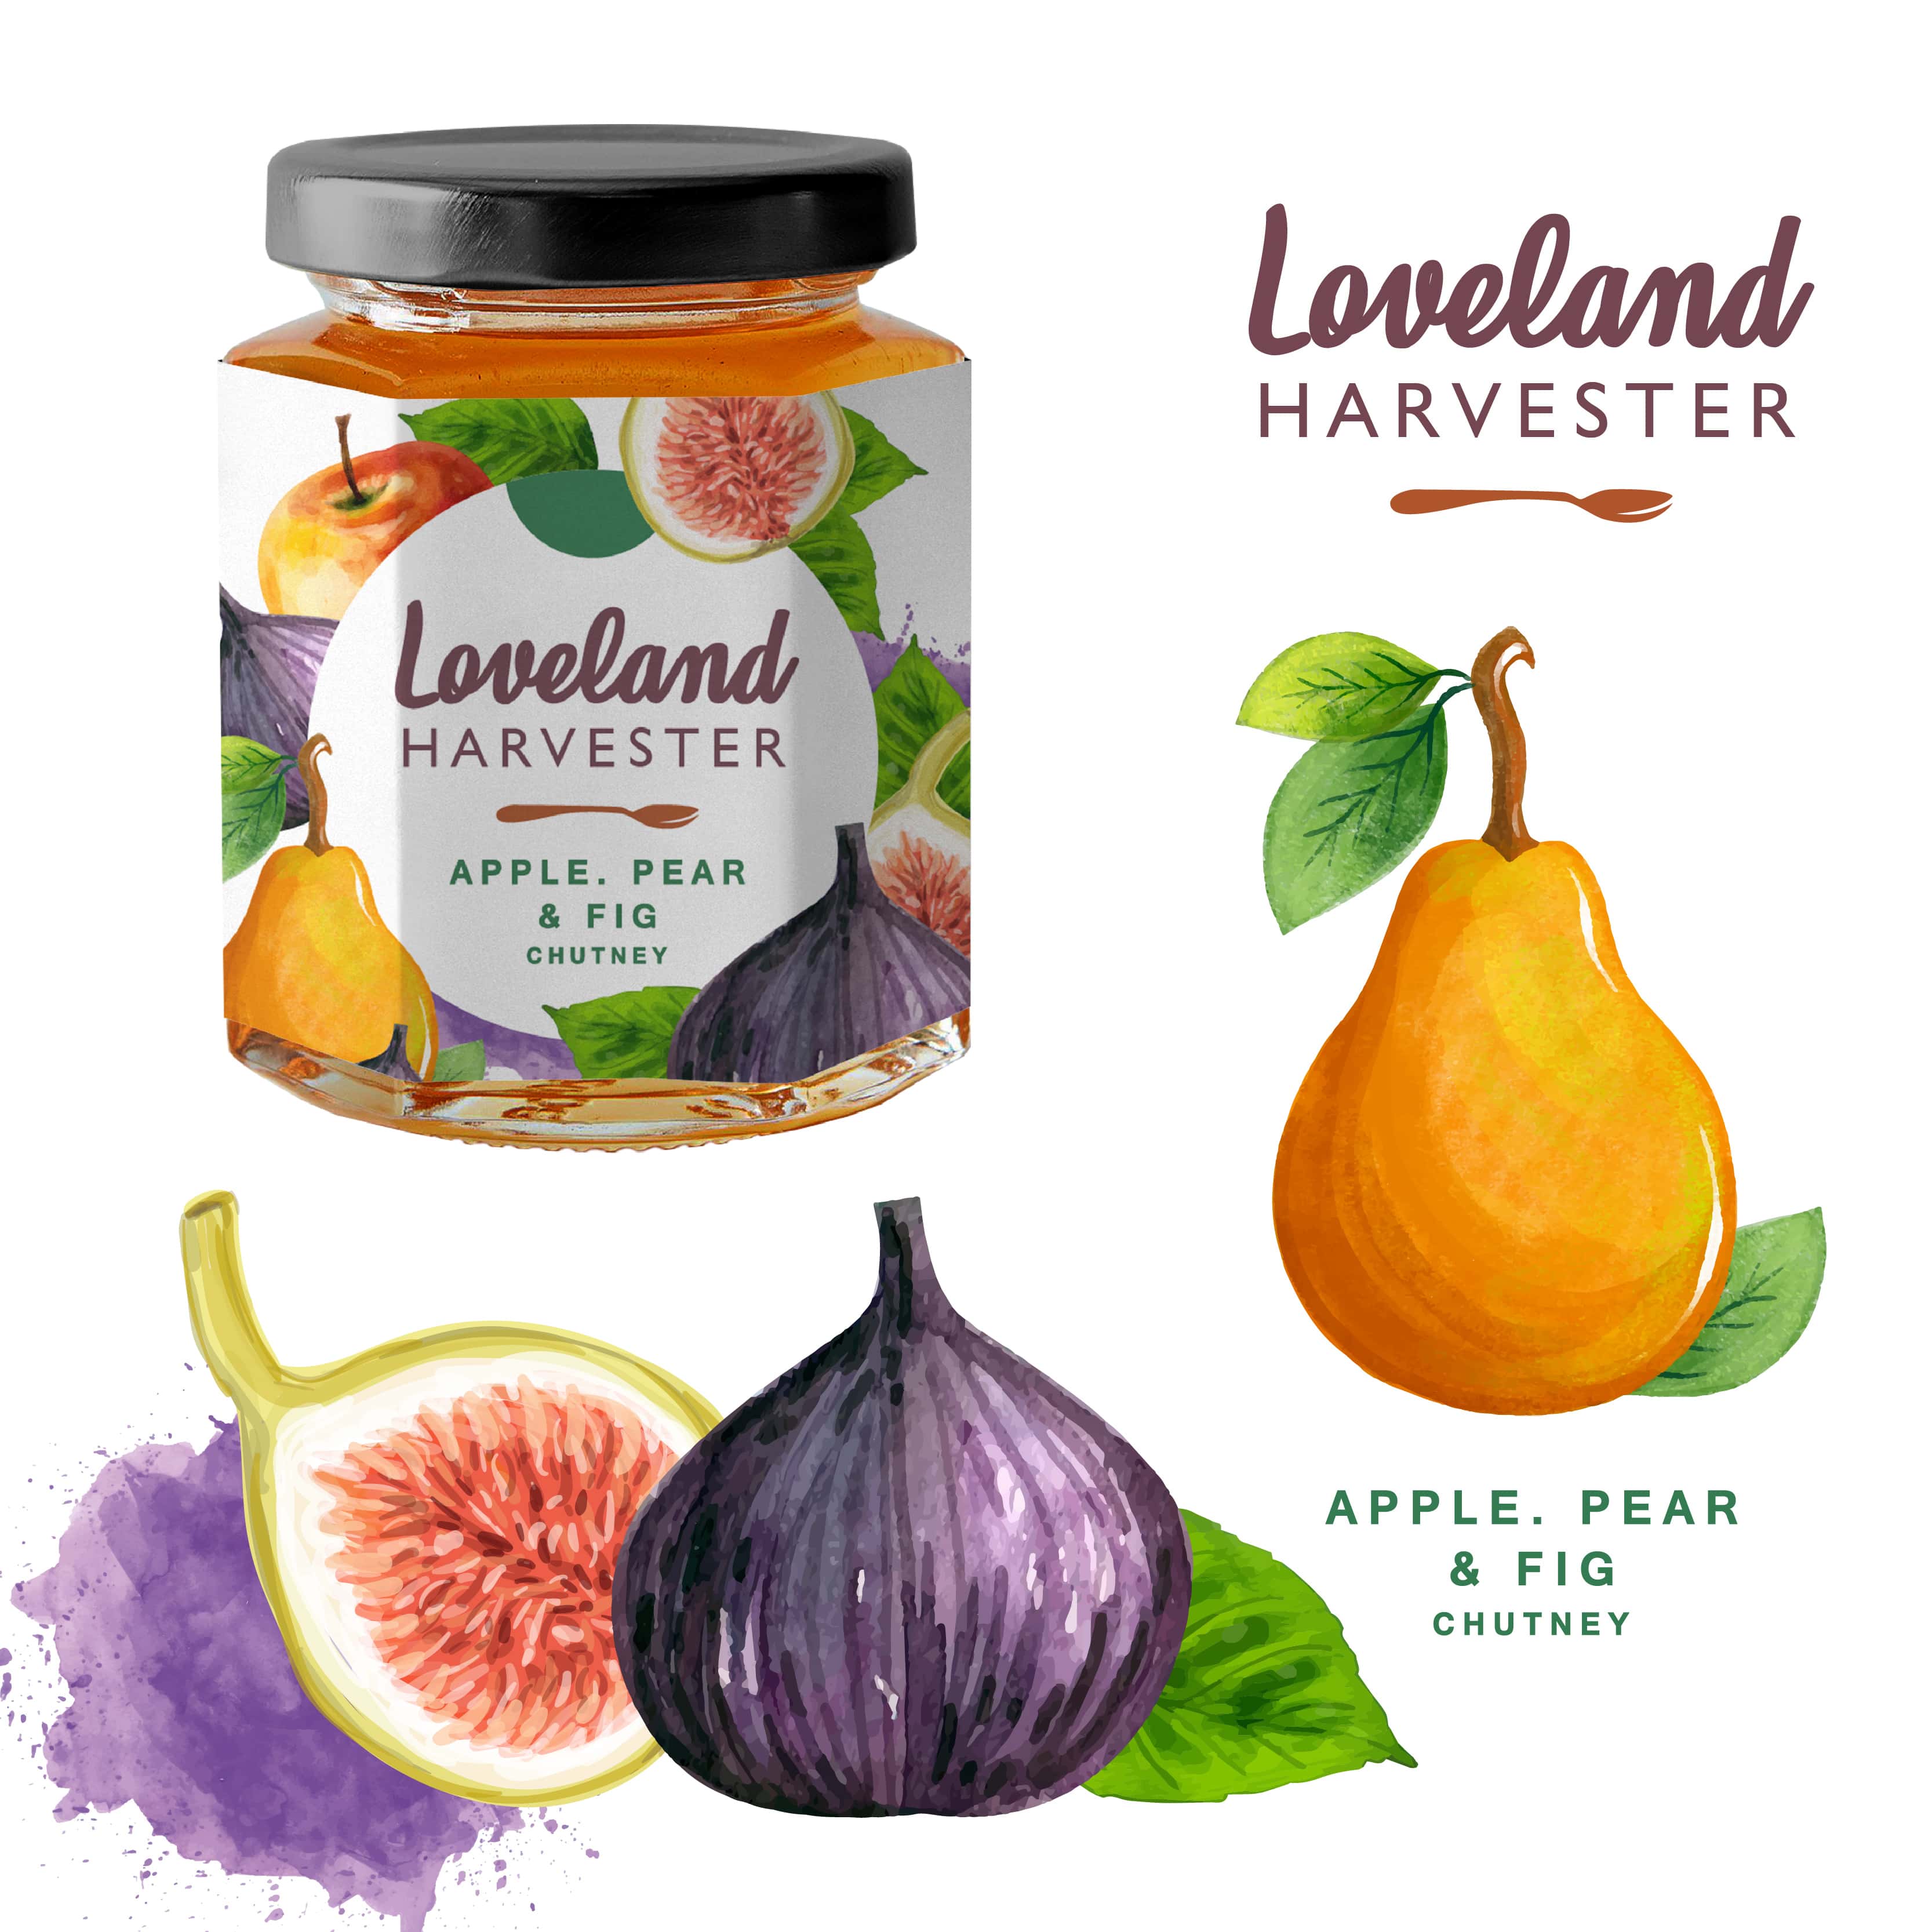 Loveland
HARVESTER
APPLE. PEAR
& FIG
CHUTNEY
Loveland
HARVESTER
APPLE. PEAR
& FIG
CHUTNEY